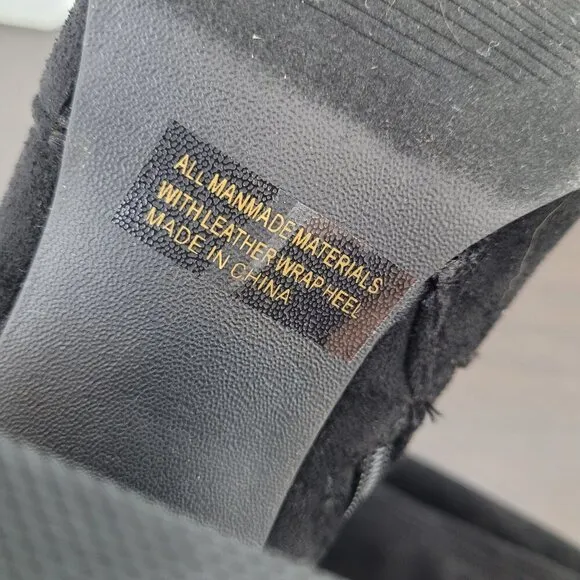 ALL MANMADE MATERIALS
WITH LEATHER WRAP HEEL
MADE IN CHINA